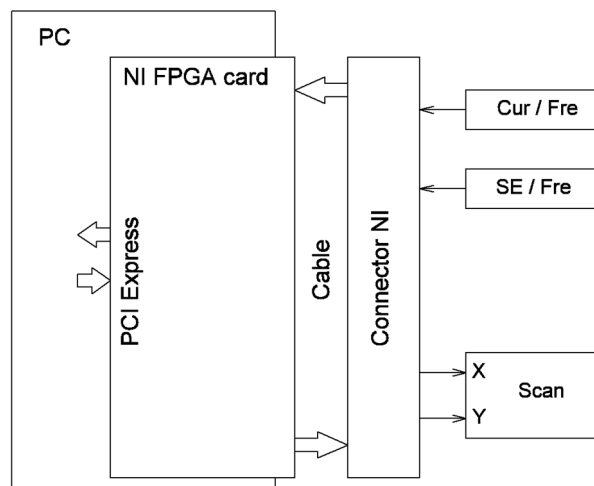 PC
NI FPGA card
PCI Express
Cable
Connector NI
Cur / Fre
SE / Fre
X
Y
Scan